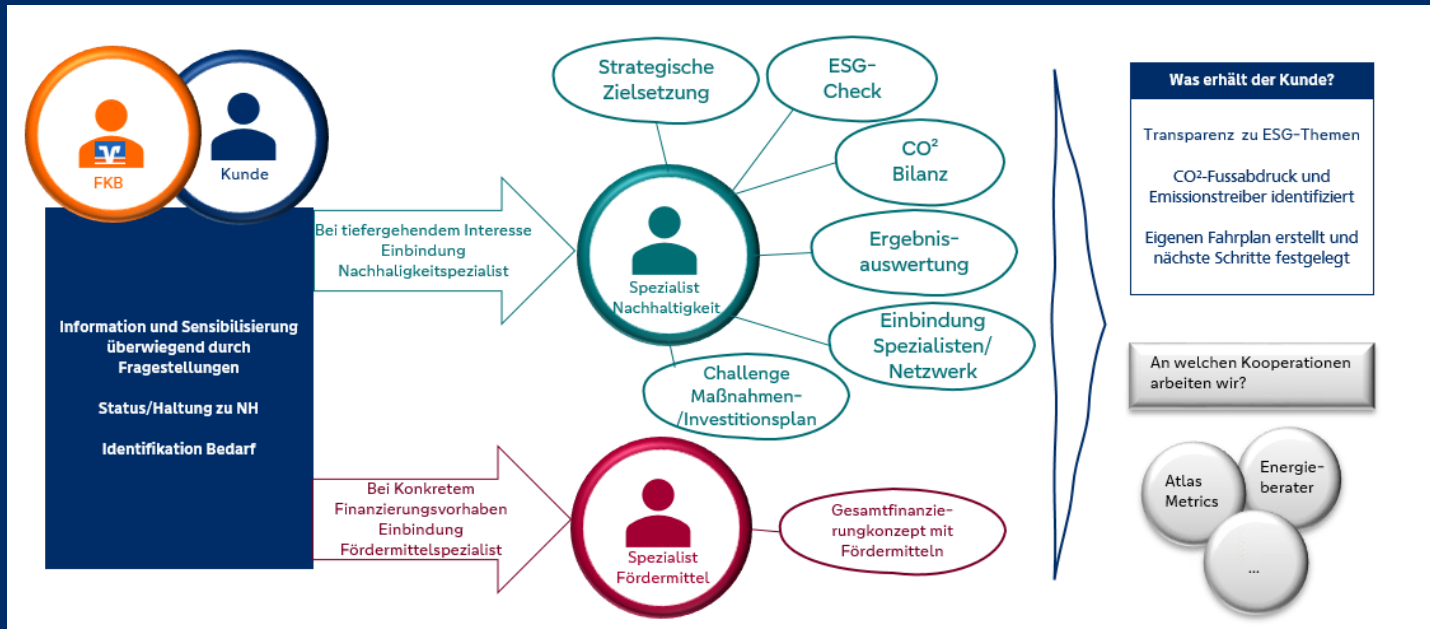 FKB
Kunde
Information und Sensibilisierung
überwiegend durch
Fragestellungen
Status/Haltung zu NH
Identifikation Bedarf
Bei tiefergehendem Interesse
Einbindung
Nachhaligkeitspezialist
Bei Konkretem
Finanzierungsvorhaben
Einbindung
Fördermittelspezialist
Strategische
Zielsetzung
ESG-
Check
CO²
Bilanz
Ergebnis-
auswertung
Einbindung
Spezialisten/
Netzwerk
Challenge
Maßnahmen-
/Investitionsplan
Spezialist
Nachhaltigkeit
Spezialist
Fördermittel
Gesamtfinanzie-
rungkonzept mit
Fördermitteln
Was erhält der Kunde?
Transparenz zu ESG-Themen
CO²-Fussabdruck und
Emissionstreiber identifiziert
Eigenen Fahrplan erstellt und
nächste Schritte festgelegt
An welchen Kooperationen
arbeiten wir?
Atlas
Metrics
Energie-
berater
...